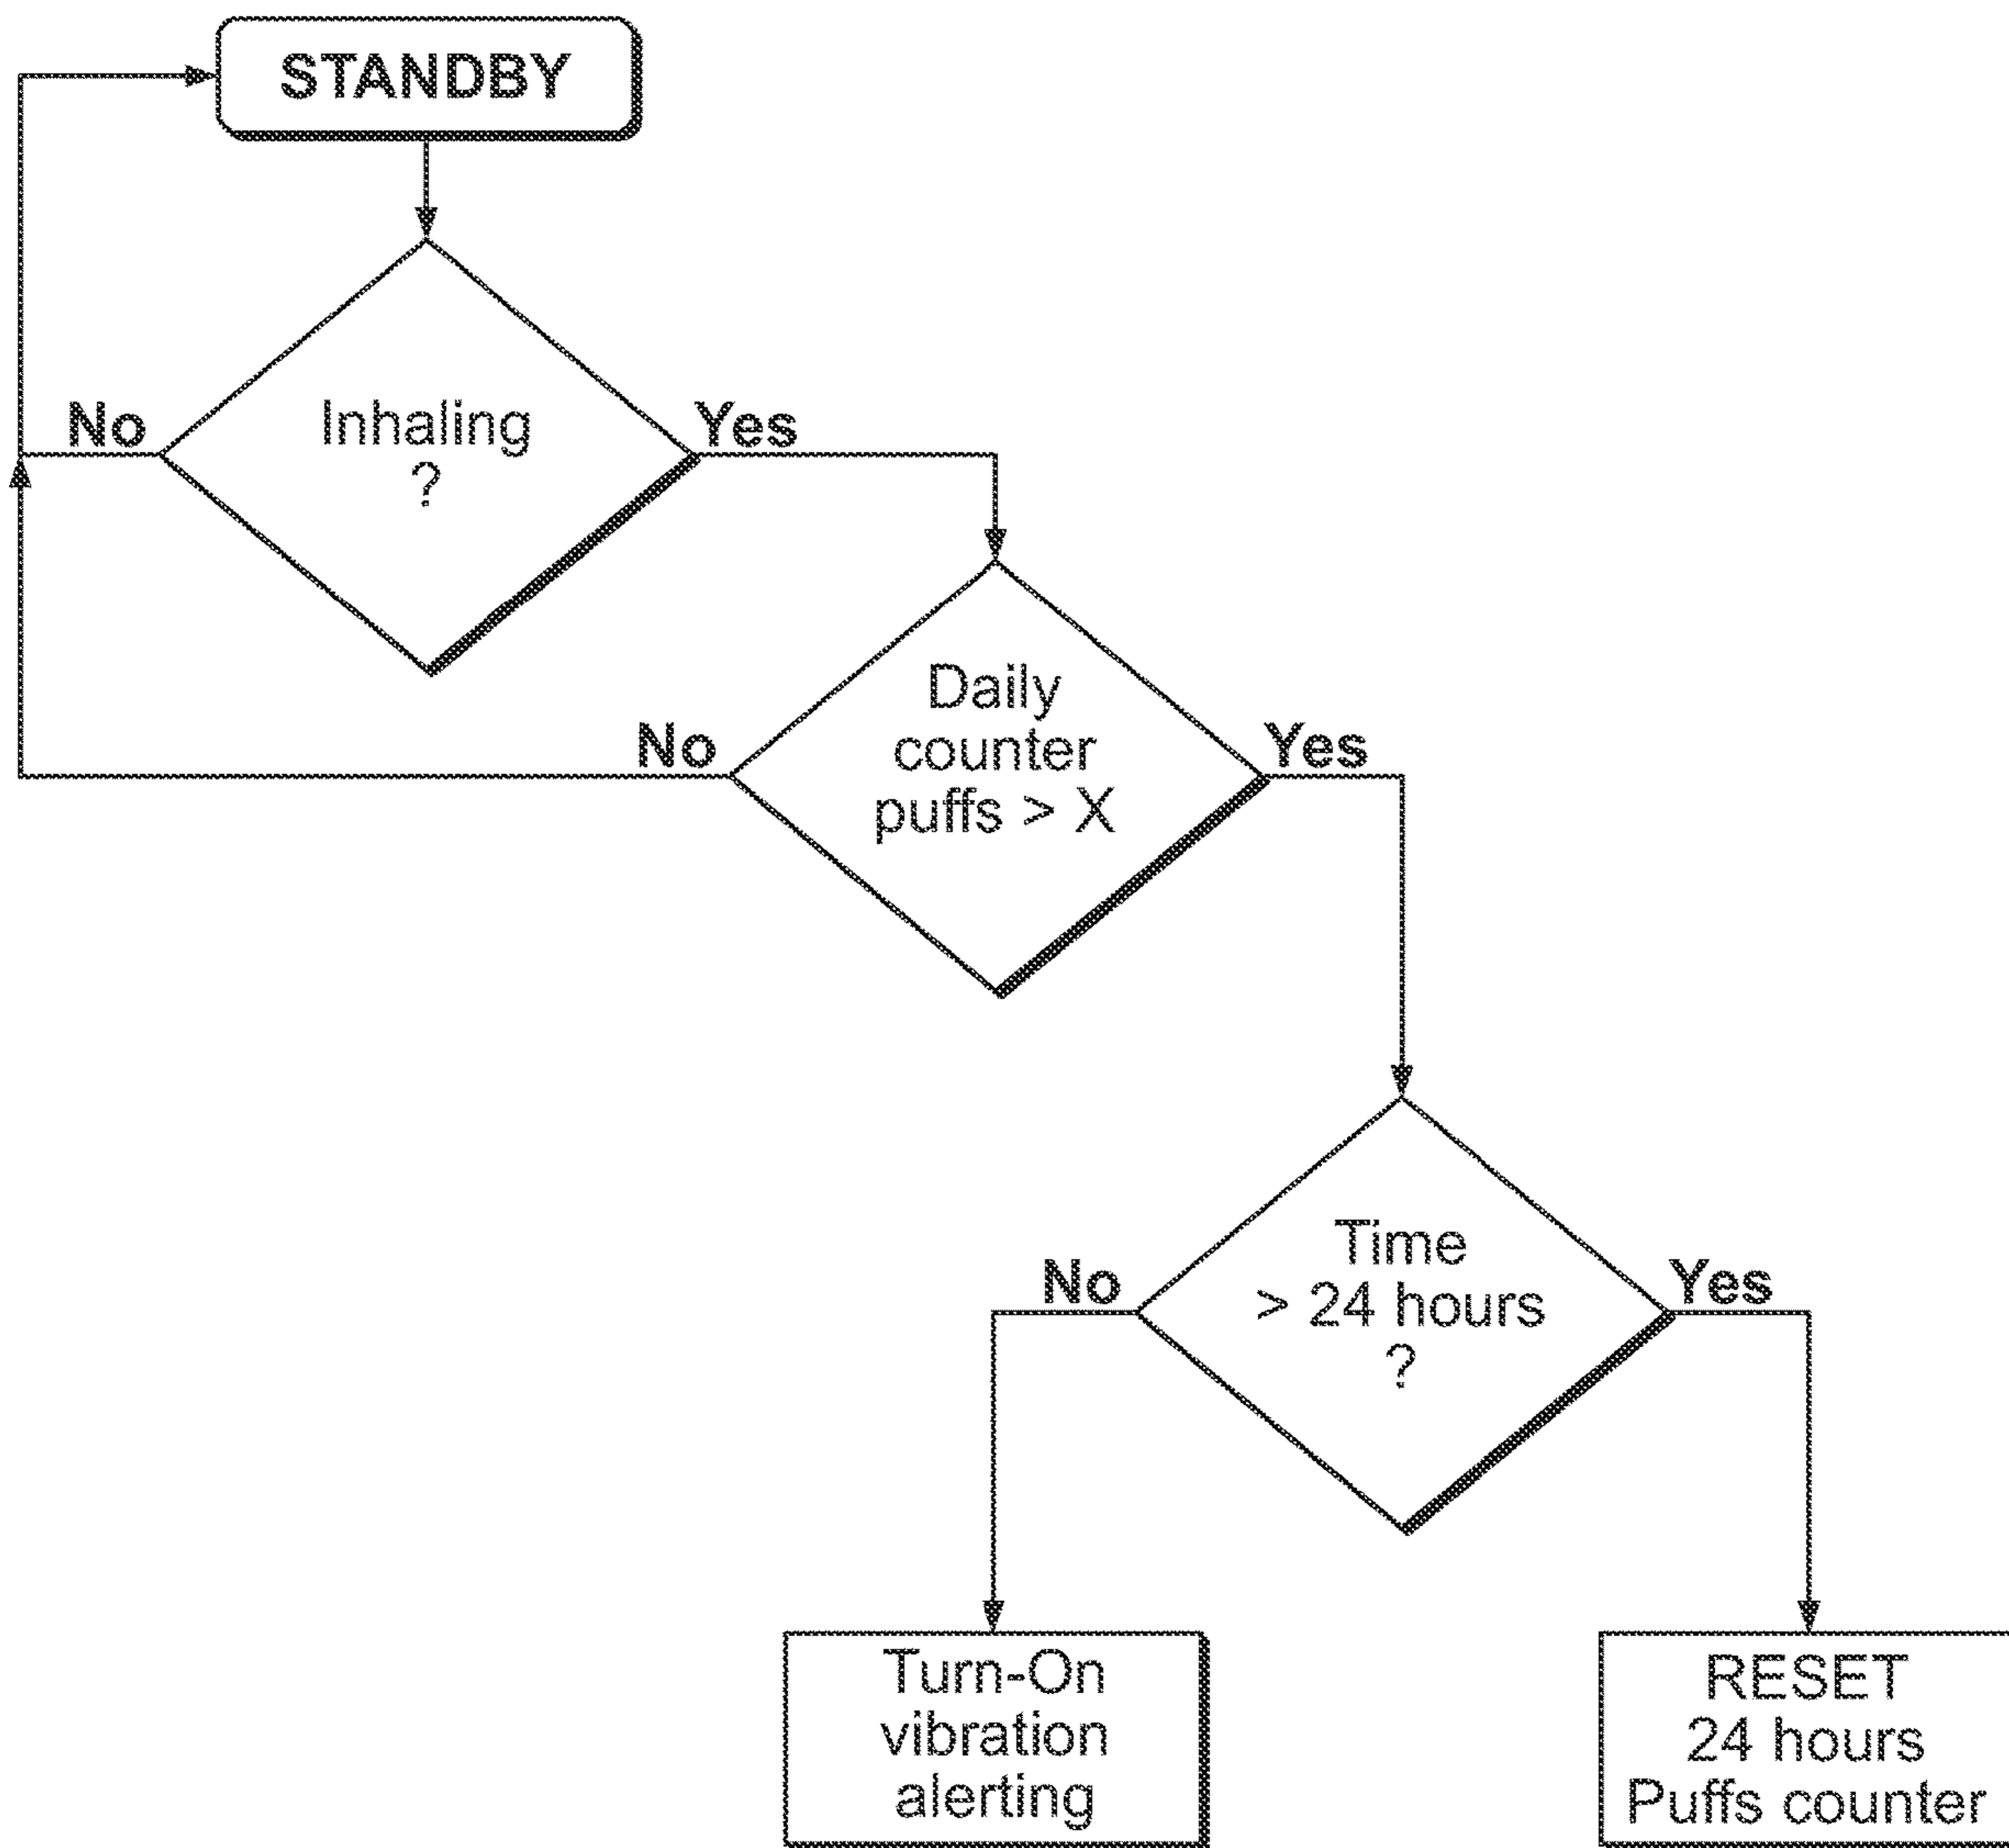 STANDBY
No
Inhaling
?
Yes
No
Daily
counter
puffs > X
Yes
No
Time
> 24 hours
?
Yes
Turn-On
vibration
alerting
RESET
24 hours
Puffs counter